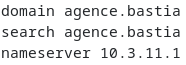 domain agence.bastia
search agence.bastia
nameserver 10.3.11.1